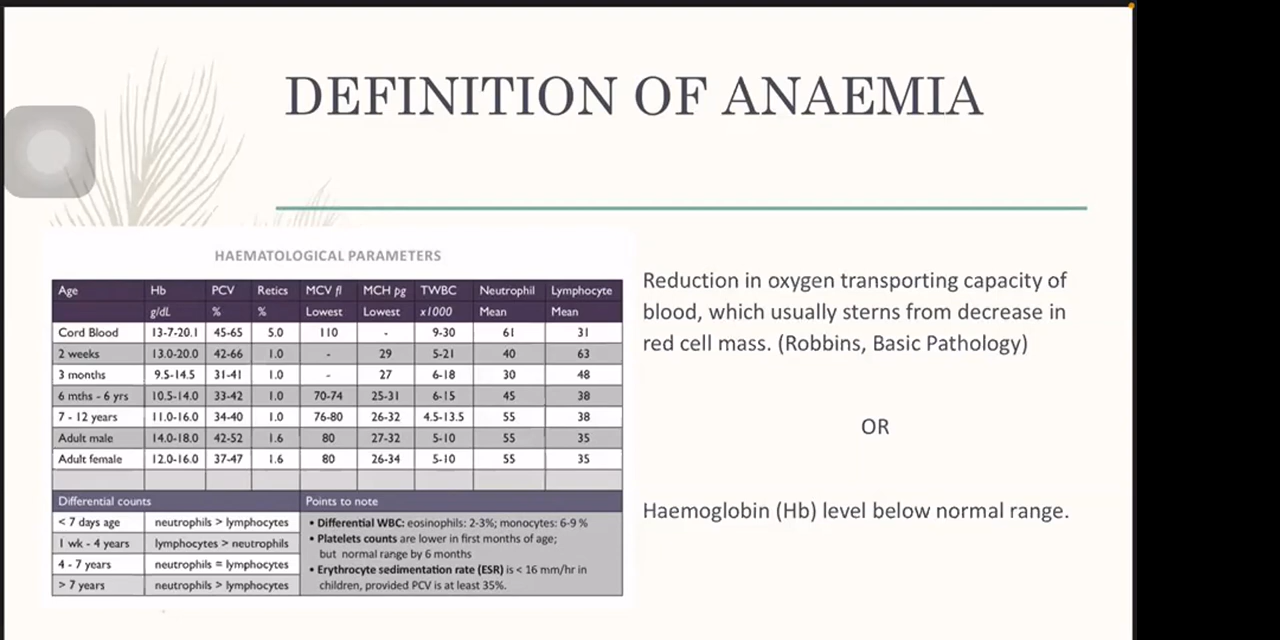 DEFINITION OF ANAEMIA
HAEMATOLOGICAL PARAMETERS
Age Hb PCV Retics MCV fl MCH pg TWBC Neutrophil Lymphocyte
g/dL % % Lowest Lowest x1000 Mean Mean
Cord Blood 13-7-20.1 45-65 5.0 110 - 9-30 61 31
2 weeks 13.0-20.0 42-66 1.0 - 29 5-21 40 63
3 months 9.5-14.5 31-41 1.0 - 27 6-18 30 48
6 mths - 6 yrs 10.5-14.0 33-42 1.0 70-74 25-31 6-15 45 38
7 - 12 years 11.0-16.0 34-40 1.0 76-80 26-32 4.5-13.5 55 38
Adult male 14.0-18.0 42-52 1.6 80 27-32 5-10 55 35
Adult female 12.0-16.0 37-47 1.6 80 26-34 5-10 55 35
Differential counts
< 7 days age neutrophils > lymphocytes
1 wk - 4 years lymphocytes > neutrophils
4 - 7 years neutrophils = lymphocytes
> 7 years neutrophils > lymphocytes
Points to note
• Differential WBC: eosinophils: 2-3%; monocytes: 6-9 %
• Platelets counts are lower in first months of age;
but normal range by 6 months
• Erythrocyte sedimentation rate (ESR) is < 16 mm/hr in
children, provided PCV is at least 35%.
Reduction in oxygen transporting capacity of
blood, which usually sterns from decrease in
red cell mass. (Robbins, Basic Pathology)
OR
Haemoglobin (Hb) level below normal range.